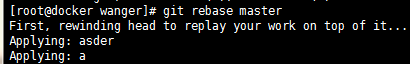 [root@docker wanger]# git rebase master
First, rewinding head to replay your work on top of it...
Applying: asder
Applying: a